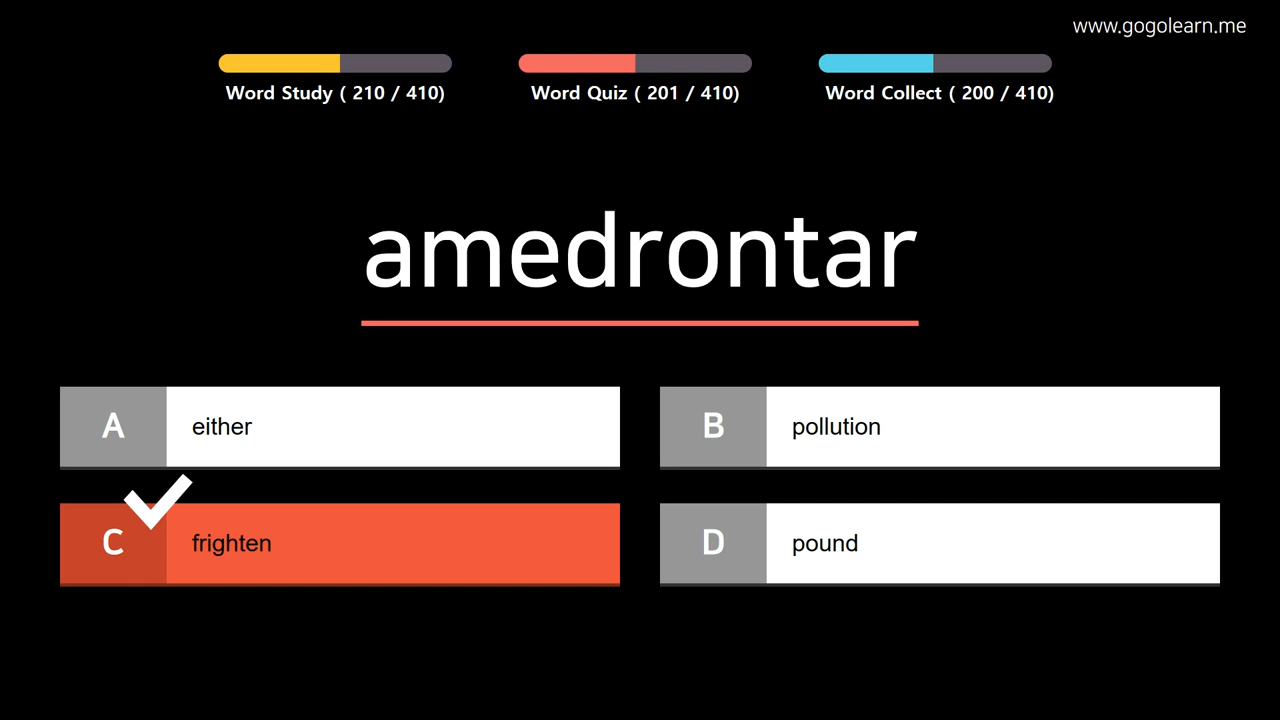 www.gogolearn.me
Word Study ( 210 / 410)
Word Quiz ( 201 / 410)
Word Collect ( 200 / 410)
amedrontar
A either
B pollution
C frighten
D pound